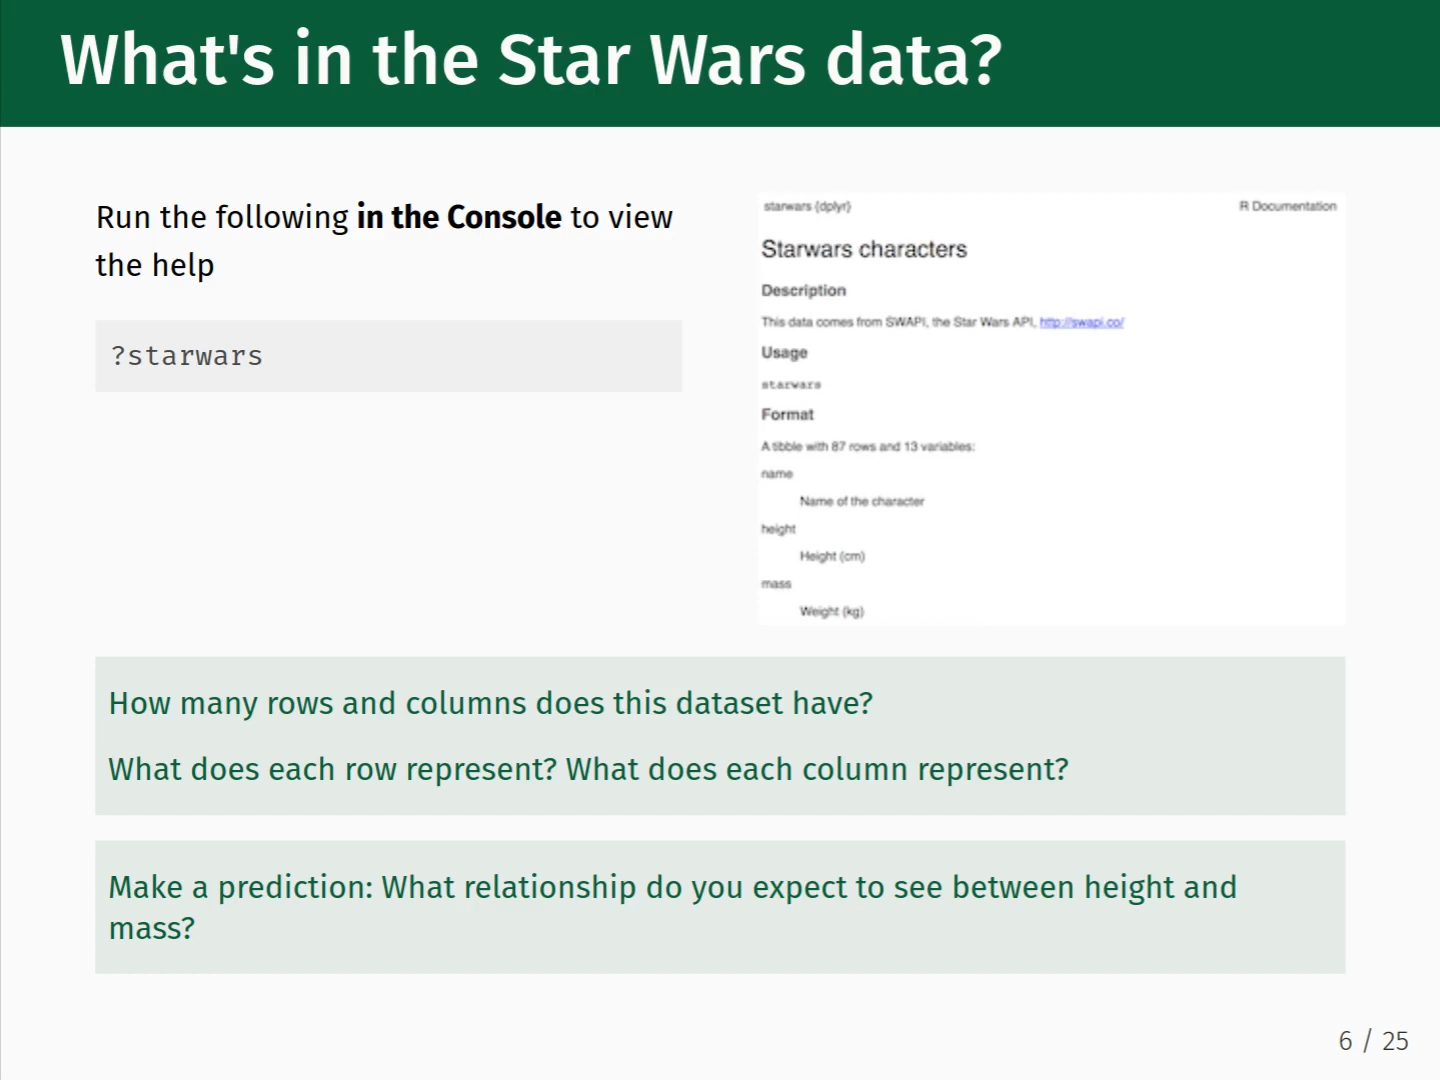 What's in the Star Wars data?
Run the following in the Console to view
the help
?starwars
starwars {dplyr}
R Documentation
Starwars characters
Description
This data comes from SWAPI, the Star Wars API, http://swapi.co/
Usage
starwars
Format
A tibble with 87 rows and 13 variables:
name
Name of the character
height
Height (cm)
mass
Weight (kg)
How many rows and columns does this dataset have?
What does each row represent? What does each column represent?
Make a prediction: What relationship do you expect to see between height and
mass?
6 / 25